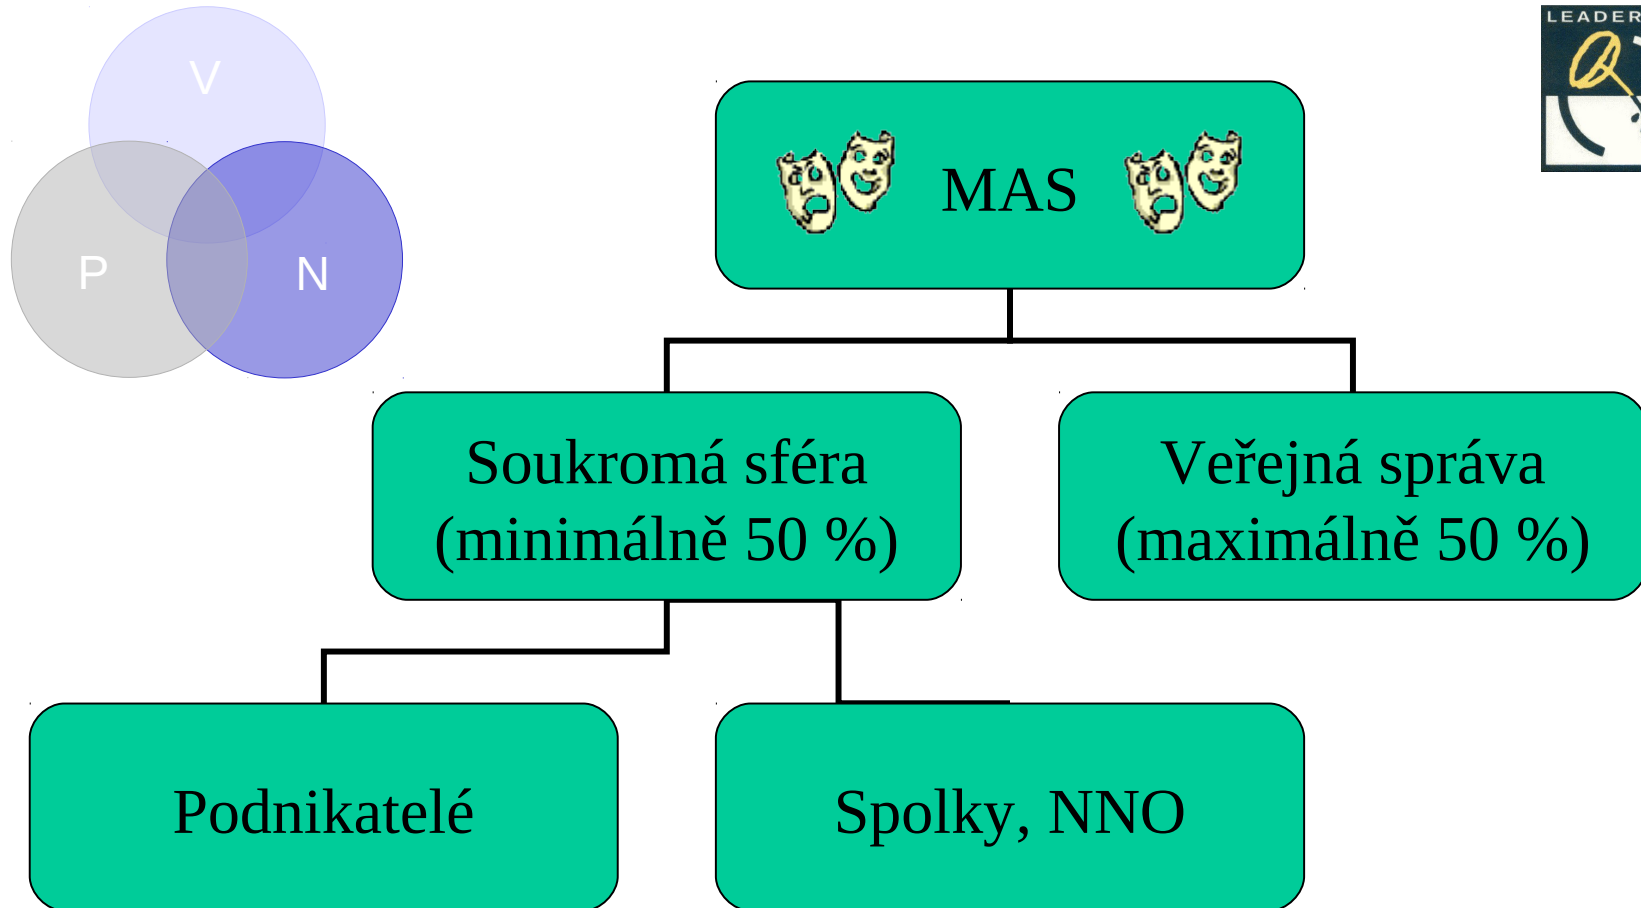 V
P
N
LEADER
MAS
Soukromá sféra
(minimálně 50 %)
Veřejná správa
(maximálně 50 %)
Podnikatelé
Spolky, NNO